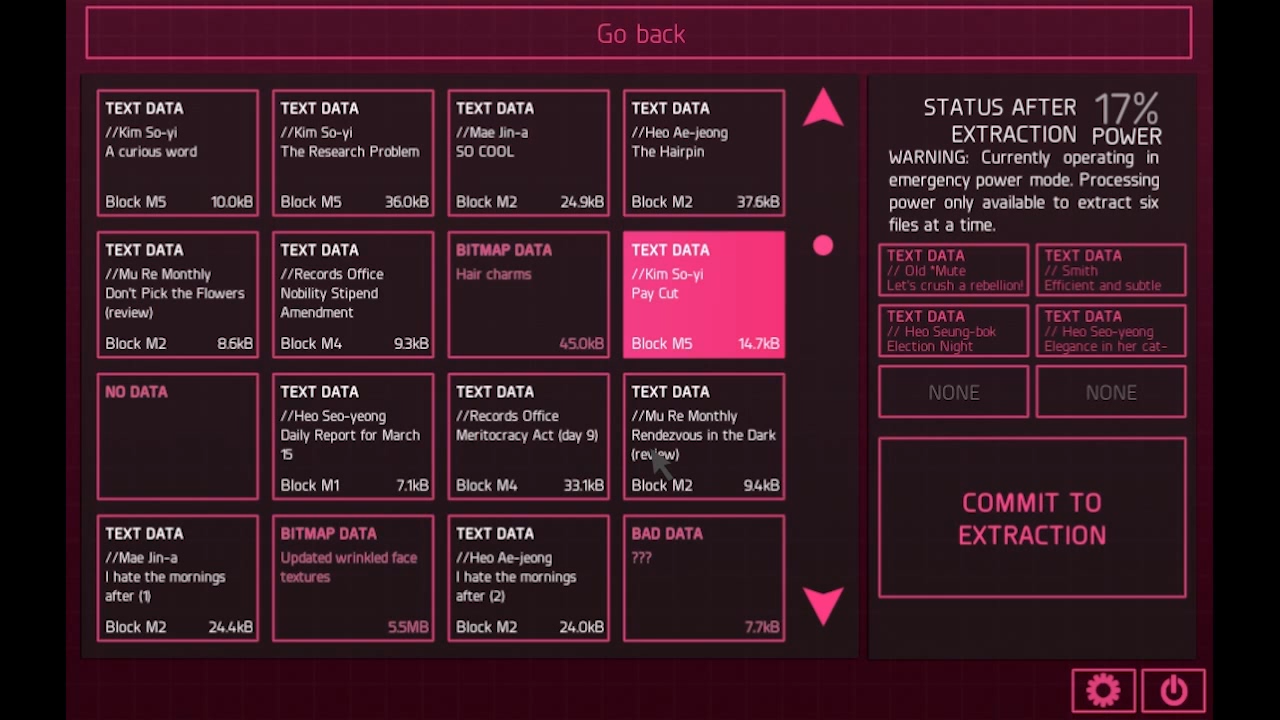 Go back
TEXT DATA
//Kim So-yi
A curious word
Block M5 10.0kB
TEXT DATA
//Kim So-yi
The Research Problem
Block M5 36.0kB
TEXT DATA
//Mae Jin-a
SO COOL
Block M2 24.9kB
TEXT DATA
//Heo Ae-jeong
The Hairpin
Block M2 37.6kB
TEXT DATA
//Mu Re Monthly
Don't Pick the Flowers
(review)
Block M2 8.6kB
TEXT DATA
//Records Office
Nobility Stipend
Amendment
Block M4 9.3kB
BITMAP DATA
Hair charms
45.0kB
TEXT DATA
//Kim So-yi
Pay Cut
Block M5 14.7kB
NO DATA
TEXT DATA
//Heo Seo-yeong
Daily Report for March
15
Block M1 7.1kB
TEXT DATA
//Records Office
Meritocracy Act (day 9)
Block M4 33.1kB
TEXT DATA
//Mu Re Monthly
Rendezvous in the Dark
(review)
Block M2 9.4kB
TEXT DATA
//Mae Jin-a
I hate the mornings
after (1)
Block M2 24.4kB
BITMAP DATA
Updated wrinkled face
textures
5.5MB
TEXT DATA
//Heo Ae-jeong
I hate the mornings
after (2)
Block M2 24.0kB
BAD DATA
???
7.7kB
STATUS AFTER
EXTRACTION
17%
POWER
WARNING: Currently operating in
emergency power mode. Processing
power only available to extract six
files at a time.
TEXT DATA
// Old *Mute
Let's crush a rebellion!
TEXT DATA
// Smith
Efficient and subtle
TEXT DATA
// Heo Seung-bok
Election Night
TEXT DATA
// Heo Seo-yeong
Elegance in her cat-
NONE
NONE
COMMIT TO
EXTRACTION